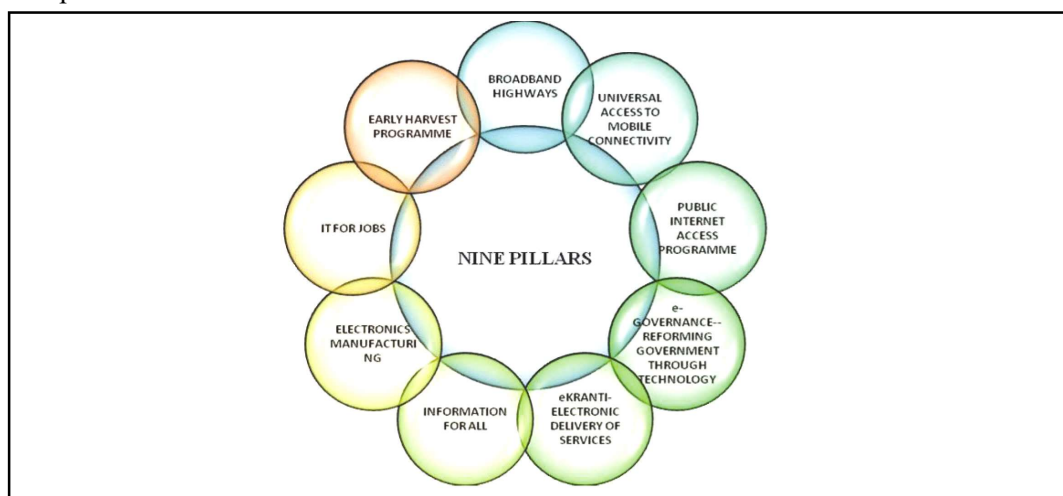 BROADBAND
HIGHWAYS
UNIVERSAL
ACCESS TO
MOBILE
CONNECTIVITY
PUBLIC
INTERNET
ACCESS
PROGRAMME
e-
GOVERNANCE--
REFORMING
GOVERNMENT
THROUGH
TECHNOLOGY
eKRANTI-
ELECTRONIC
DELIVERY OF
SERVICES
INFORMATION
FOR ALL
ELECTRONICS
MANUFACTURI
NG
IT FOR JOBS
EARLY HARVEST
PROGRAMME
NINE PILLARS